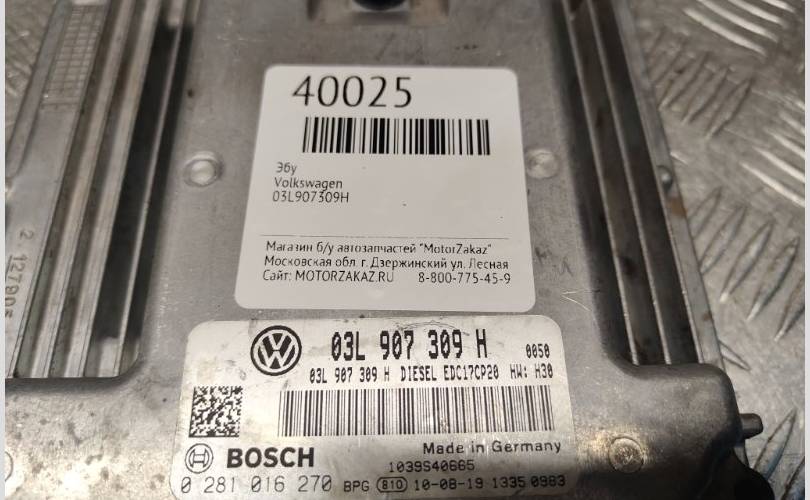 40025
Эбу
Volkswagen
03L907309H
Магазин б/у автозапчастей "MotorZakaz"
Московская обл. г. Дзержинский ул. Лесная
Сайт: MOTORZAKAZ.RU 8-800-775-45-9
03L 907 309 H 0050
03L 907 309 H DIESEL EDC17CP20 HW: H30
Made in Germany
BOSCH 1039S40665
0 281 016 270 BPG 810 10-08-19 1335 0983